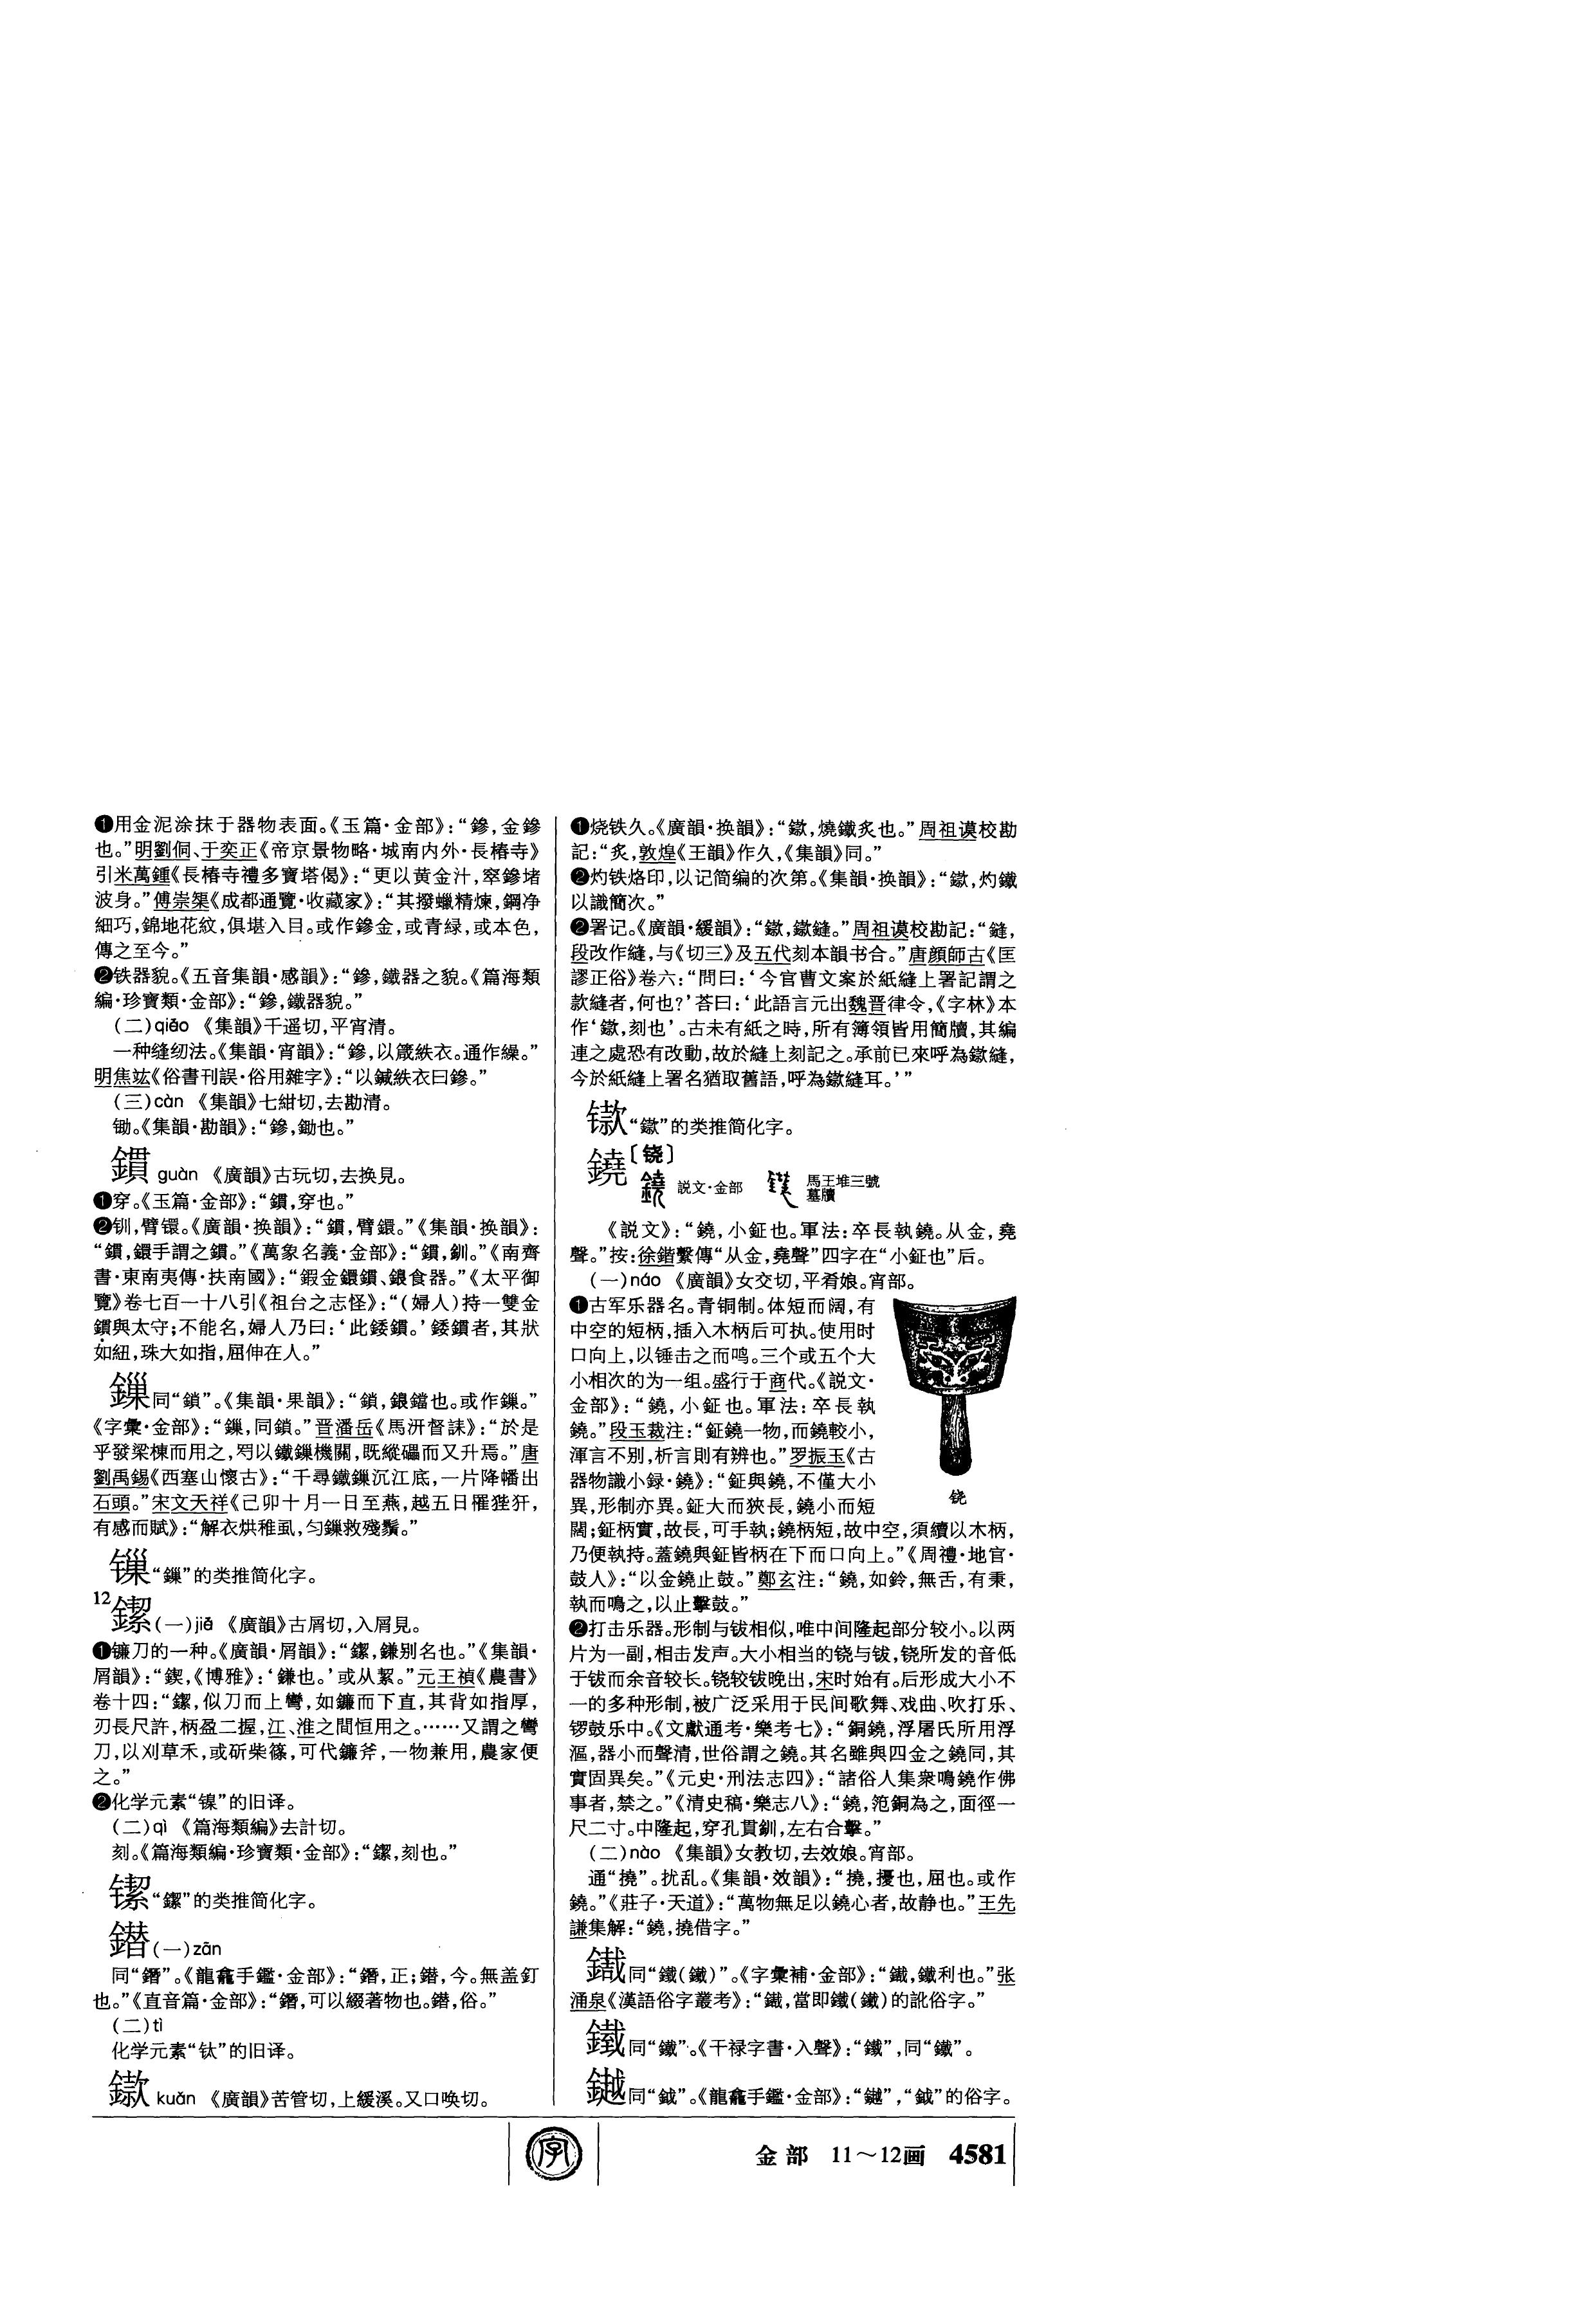 ❶用金泥涂抹于器物表面。《玉篇·金部》：“鏒，金鏒
也。”明劉侗、于奕正《帝京景物略·城南内外·長椿寺》
引米萬鍾《長椿寺禮多寶塔偈》：“更以黄金汁，窣鏒堵
波身。”傅崇榘《成都通覽·收藏家》：“其撥蠟精煉，鋼净
細巧，錦地花紋，俱堪入目。或作鏒金，或青緑，或本色，
傳之至今。”
❷铁器貌。《五音集韻·感韻》：“鏒，鐵器之貌。《篇海類
編·珍寶類·金部》：“鏒，鐵器貌。”
（二）qiāo 《集韻》千遥切，平宵清。
一种缝纫法。《集韻·宵韻》：“鏒，以箴紩衣。通作繰。”
明焦竑《俗書刊誤·俗用雜字》：“以鍼紩衣曰鏒。”
（三）càn 《集韻》七紺切，去勘清。
锄。《集韻·勘韻》：“鏒，鋤也。”
鏆 guàn 《廣韻》古玩切，去换見。
❶穿。《玉篇·金部》：“鏆，穿也。”
❷钏，臂镮。《廣韻·换韻》：“鏆，臂鐶。”《集韻·换韻》：
“鏆，鐶手謂之鏆。”《萬象名義·金部》：“鏆，釧。”《南齊
書·東南夷傳·扶南國》：“鍜金鐶鏆、鋃食器。”《太平御
覽》卷七百一十八引《祖台之志怪》：“（婦人）持一雙金
鏆與太守；不能名，婦人乃曰：‘此錗鏆。’錗鏆者，其狀
如紐，珠大如指，屈伸在人。”
鏁同“鎖”。《集韻·果韻》：“鎖，鋃鐺也。或作鏁。”
《字彙·金部》：“鏁，同鎖。”晋潘岳《馬汧督誄》：“於是
乎發梁棟而用之，罥以鐵鏁機關，既縱礧而又升焉。”唐
劉禹錫《西塞山懷古》：“千尋鐵鏁沉江底，一片降幡出
石頭。”宋文天祥《己卯十月一日至燕，越五日罹狴犴，
有感而賦》：“解衣烘稚虱，匀鏁救殘鬚。”
“鏁”的类推简化字。
12
鐑（一）jié 《廣韻》古屑切，入屑見。
❶镰刀的一种。《廣韻·屑韻》：“鐑，鎌别名也。”《集韻·
屑韻》：“鍥，《博雅》：‘鎌也。’或从絜。”元王禎《農書》
卷十四：“鐑，似刀而上彎，如鐮而下直，其背如指厚，
刃長尺許，柄盈二握，江、淮之間恒用之。……又謂之彎
刀，以刈草禾，或斫柴篠，可代鐮斧，一物兼用，農家便
之。”
❷化学元素“镍”的旧译。
（二）qì 《篇海類編》去計切。
刻。《篇海類編·珍寶類·金部》：“鐑，刻也。”
“鐑”的类推简化字。
鐟（一）zān
同“鐕”。《龍龕手鑑·金部》：“鐕，正；鐟，今。無盖釘
也。”《直音篇·金部》：“鐕，可以綴著物也。鐟，俗。”
（二）tì
化学元素“钛”的旧译。
鏉 kuǎn 《廣韻》苦管切，上緩溪。又口唤切。
❶烧铁久。《廣韻·换韻》：“鐓，燒鐵炙也。”周祖谟校勘
記：“炙，敦煌《王韻》作久，《集韻》同。”
❷灼铁烙印，以记简编的次第。《集韻·换韻》：“鐓，灼鐵
以識簡次。”
❷署记。《廣韻·緩韻》：“鐓，鐓縫。”周祖谟校勘記：“縫，
段改作縫，与《切三》及五代刻本韻书合。”唐顔師古《匡
謬正俗》卷六：“問曰：‘今官曹文案於紙縫上署記謂之
款縫者，何也？’荅曰：‘此語言元出魏晋律令，《字林》本
作‘鐓，刻也’。古未有紙之時，所有簿領皆用簡牘，其編
連之處恐有改動，故於縫上刻記之。承前已來呼為鐓縫，
今於紙縫上署名猶取舊語，呼為鐓縫耳。’”
“鐓”的类推简化字。
鐃〔铙〕
説文·金部 馬王堆三號
墓牘
《説文》：“鐃，小鉦也。軍法：卒長執鐃。从金，堯
聲。”按：徐鍇繫傳“从金，堯聲”四字在“小鉦也”后。
（一）náo 《廣韻》女交切，平肴娘。宵部。
❶古军乐器名。青铜制。体短而阔，有
中空的短柄，插入木柄后可执。使用时
口向上，以锤击之而鸣。三个或五个大
小相次的为一组。盛行于商代。《説文·
金部》：“鐃，小鉦也。軍法：卒長執
鐃。”段玉裁注：“鉦鐃一物，而鐃較小，
渾言不别，析言則有辨也。”罗振玉《古
器物識小録·鐃》：“鉦與鐃，不僅大小
異，形制亦異。鉦大而狹長，鐃小而短
闊；鉦柄實，故長，可手執；鐃柄短，故中空，須續以木柄，
乃便執持。蓋鐃與鉦皆柄在下而口向上。”《周禮·地官·
鼓人》：“以金鐃止鼓。”鄭玄注：“鐃，如鈴，無舌，有秉，
執而鳴之，以止擊鼓。”
铙
❷打击乐器。形制与钹相似，唯中间隆起部分较小。以两
片为一副，相击发声。大小相当的铙与钹，铙所发的音低
于钹而余音较长。铙较钹晚出，宋时始有。后形成大小不
一的多种形制，被广泛采用于民间歌舞、戏曲、吹打乐、
锣鼓乐中。《文獻通考·樂考七》：“銅鐃，浮屠氏所用浮
漚，器小而聲清，世俗謂之鐃。其名雖與四金之鐃同，其
實固異矣。”《元史·刑法志四》：“諸俗人集衆鳴鐃作佛
事者，禁之。”《清史稿·樂志八》：“鐃，笵銅為之，面徑一
尺二寸。中隆起，穿孔貫釧，左右合擊。”
（二）nào 《集韻》女教切，去效娘。宵部。
通“撓”。扰乱。《集韻·效韻》：“撓，擾也，屈也。或作
鐃。”《莊子·天道》：“萬物無足以鐃心者，故静也。”王先
謙集解：“鐃，撓借字。”
同“鐵（鐵）”。《字彙補·金部》：“鐵利也。”张
涌泉《漢語俗字叢考》：“當即鐵（鐵）的訛俗字。”
同“鐵”。《干禄字書·入聲》：“鐵”，同“鐵”。
同“鉞”。《龍龕手鑑·金部》：“鉞”的俗字。
金部 11～12画 4581
字